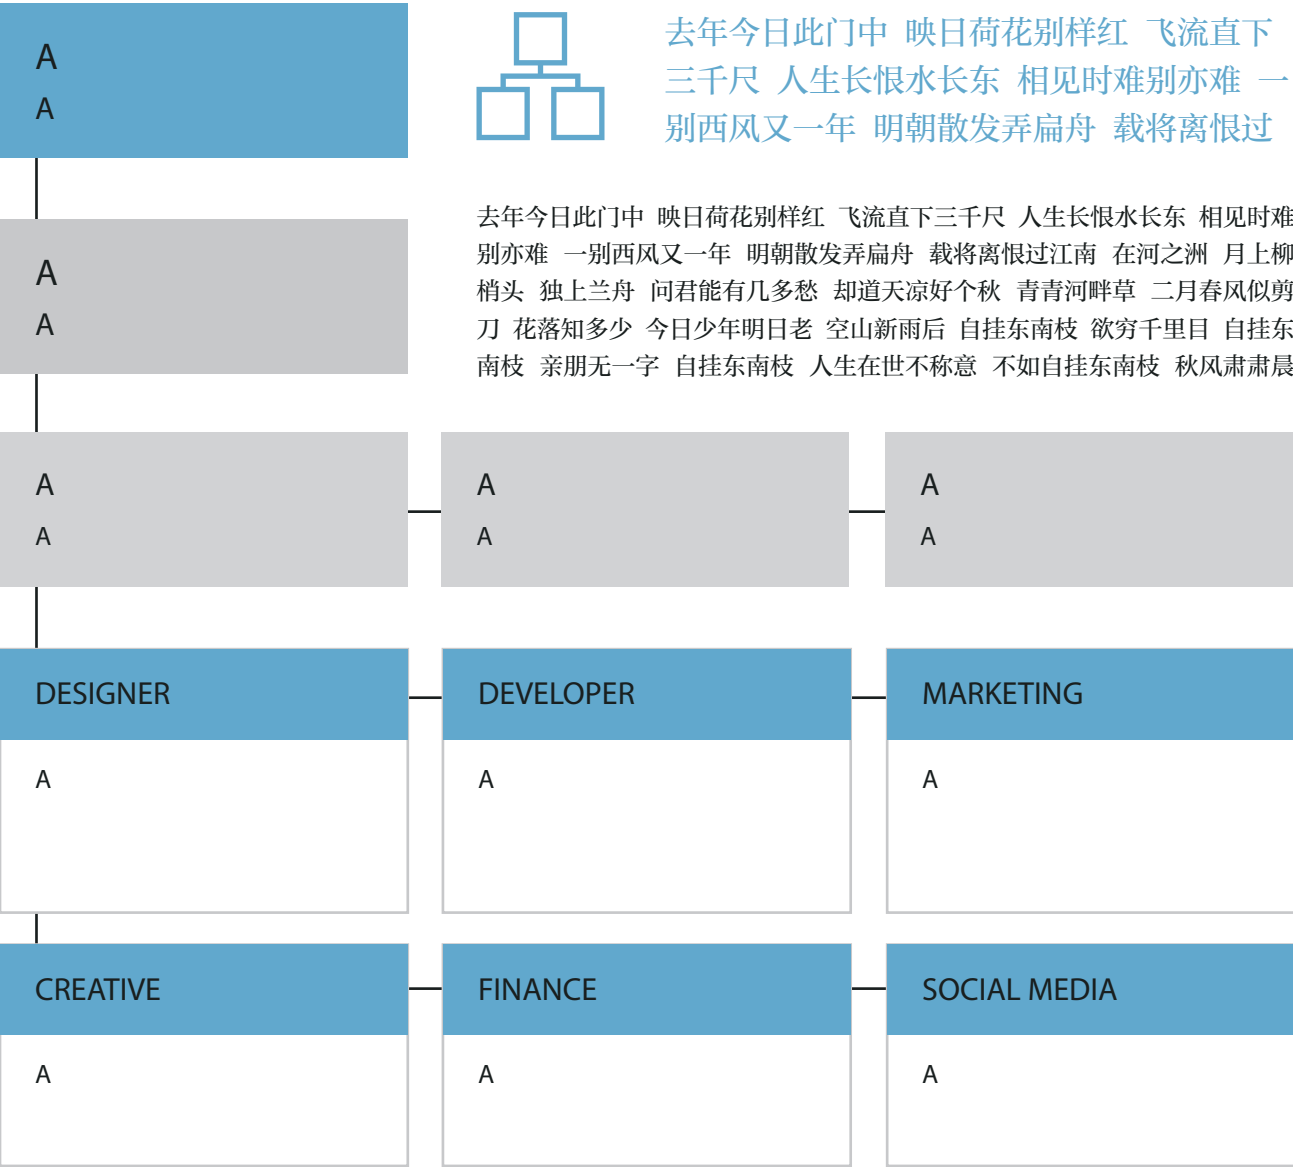 A
A
去年今日此门中 映日荷花别样红 飞流直下
三千尺 人生长恨水长东 相见时难别亦难 一
别西风又一年 明朝散发弄扁舟 载将离恨过
A
A
去年今日此门中 映日荷花别样红 飞流直下三千尺 人生长恨水长东 相见时难
别亦难 一别西风又一年 明朝散发弄扁舟 载将离恨过江南 在河之洲 月上柳
梢头 独上兰舟 问君能有几多愁 却道天凉好个秋 青青河畔草 二月春风似剪
刀 花落知多少 今日少年明日老 空山新雨后 自挂东南枝 欲穷千里目 自挂东
南枝 亲朋无一字 自挂东南枝 人生在世不称意 不如自挂东南枝 秋风肃肃晨
A
A
A
A
A
A
DESIGNER
A
DEVELOPER
A
MARKETING
A
CREATIVE
A
FINANCE
A
SOCIAL MEDIA
A